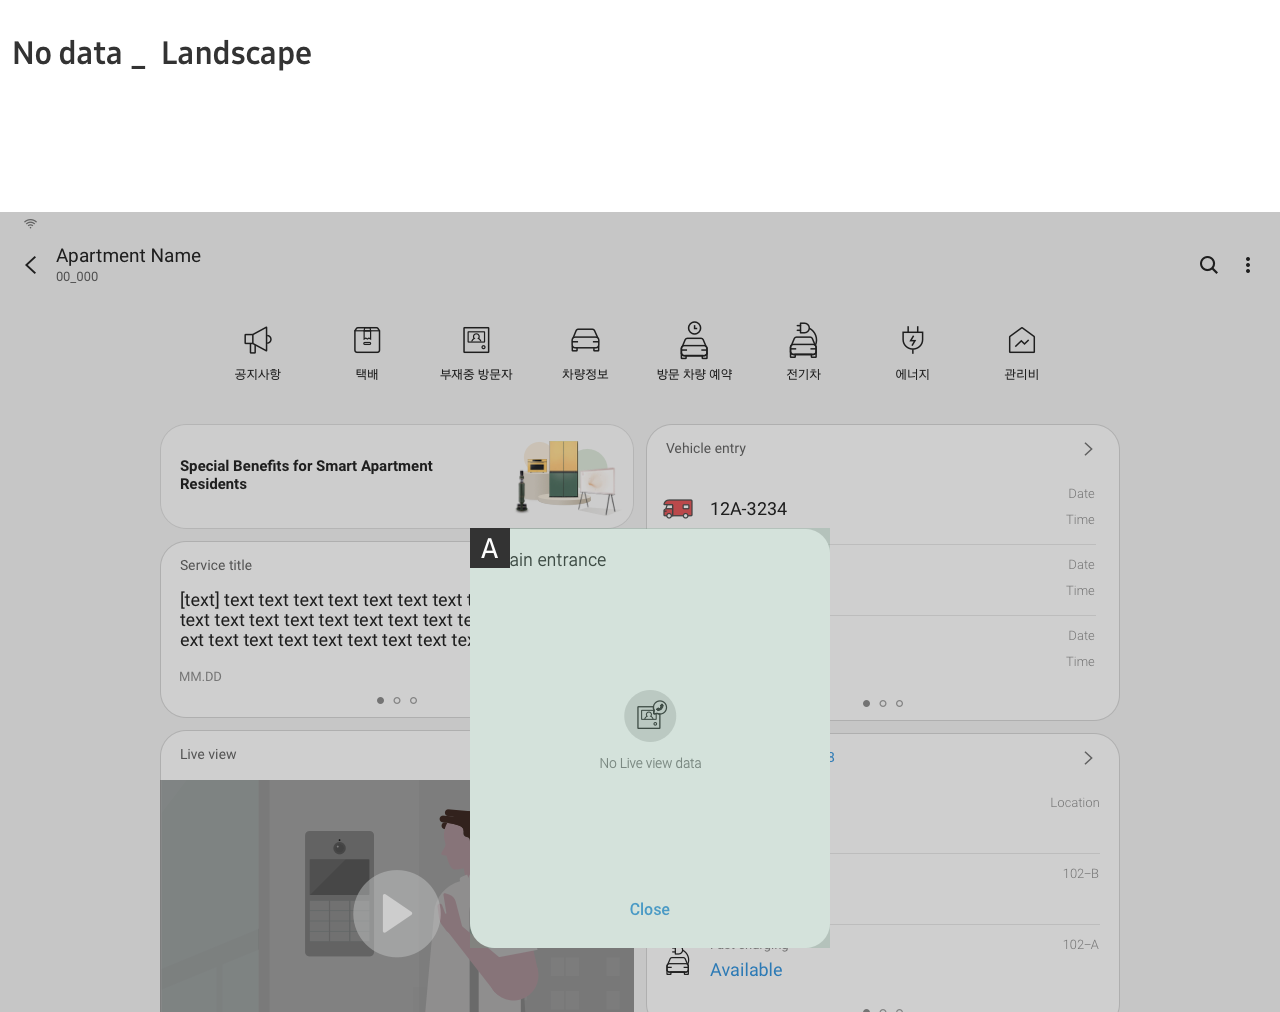 No data _ Landscape
Apartment Name
00_000
공지사항
택배
부재중 방문자
차량정보
방문 차량 예약
전기차
에너지
관리비
Special Benefits for Smart Apartment
Residents
Vehicle entry
Date
12A-3234
Time
Date
Time
Date
Time
Service title
[text] text text text text text text text
text text text text text text text text
ext text text text text text text text
MM.DD
Live view
A
ain entrance
No Live view data
Close
Location
102-B
102-A
Available